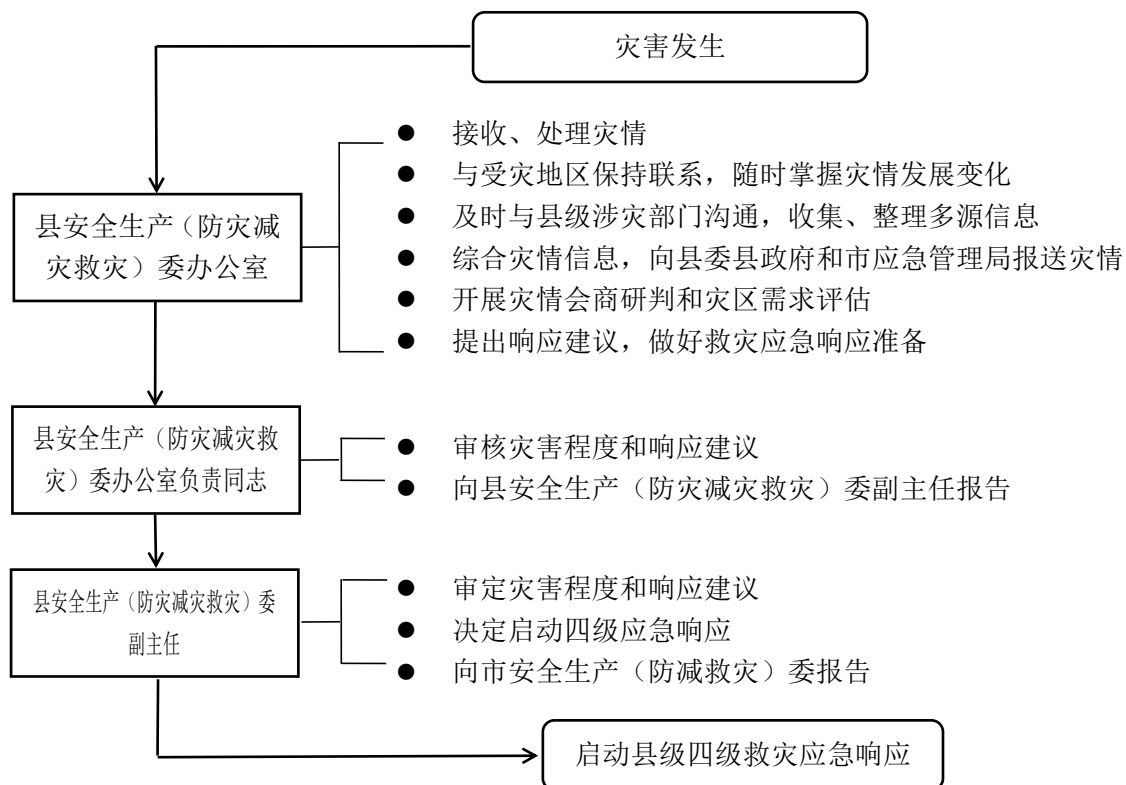 灾害发生
● 接收、处理灾情
● 与受灾地区保持联系，随时掌握灾情发展变化
● 及时与县级涉灾部门沟通，收集、整理多源信息
● 综合灾情信息，向县委县政府和市应急管理局报送灾情
● 开展灾情会商研判和灾区需求评估
● 提出响应建议，做好救灾应急响应准备
县安全生产（防灾减
灾救灾）委办公室
县安全生产（防灾减灾救
灾）委办公室负责同志
● 审核灾害程度和响应建议
● 向县安全生产（防灾减灾救灾）委副主任报告
县安全生产（防灾减灾救灾）委
副主任
● 审定灾害程度和响应建议
● 决定启动四级应急响应
● 向市安全生产（防减救灾）委报告
启动县级四级救灾应急响应